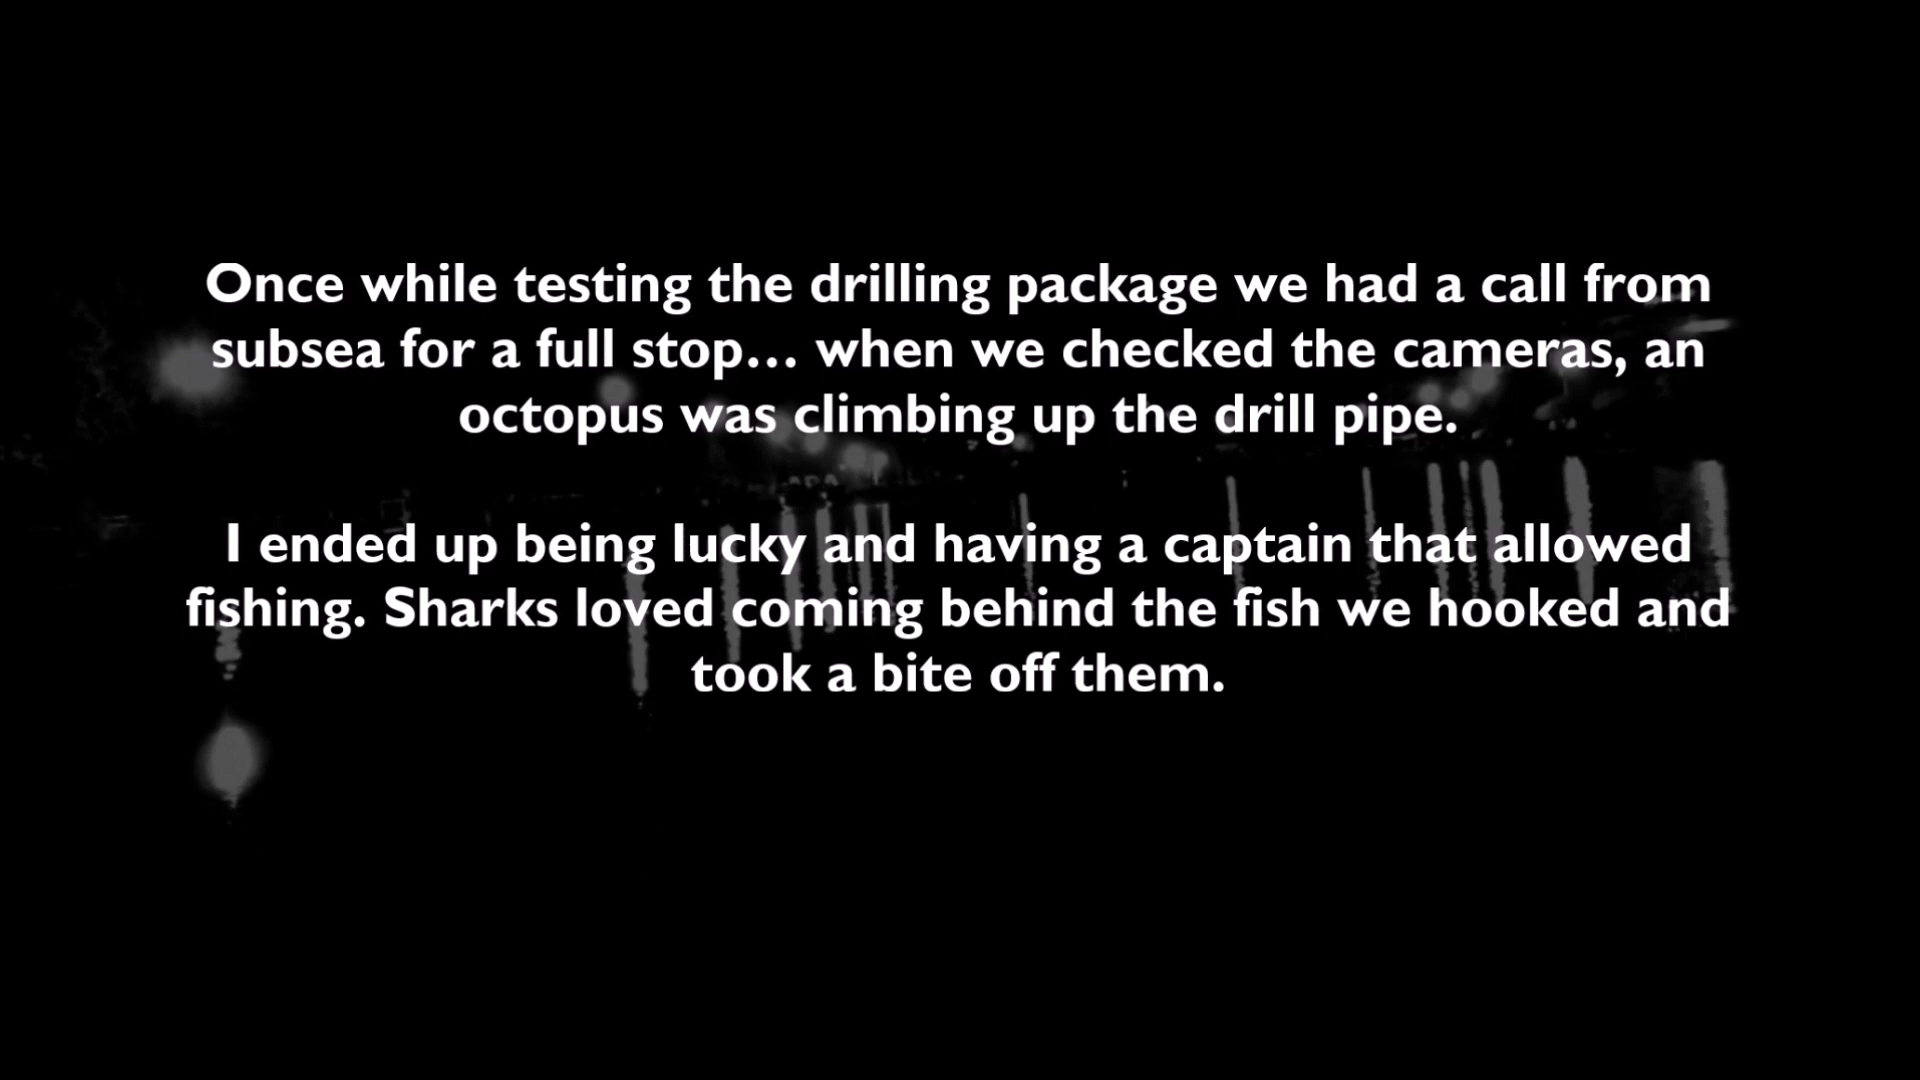 Once while testing the drilling package we had a call from
subsea for a full stop… when we checked the cameras, an
octopus was climbing up the drill pipe.
I ended up being lucky and having a captain that allowed
fishing. Sharks loved coming behind the fish we hooked and
took a bite off them.